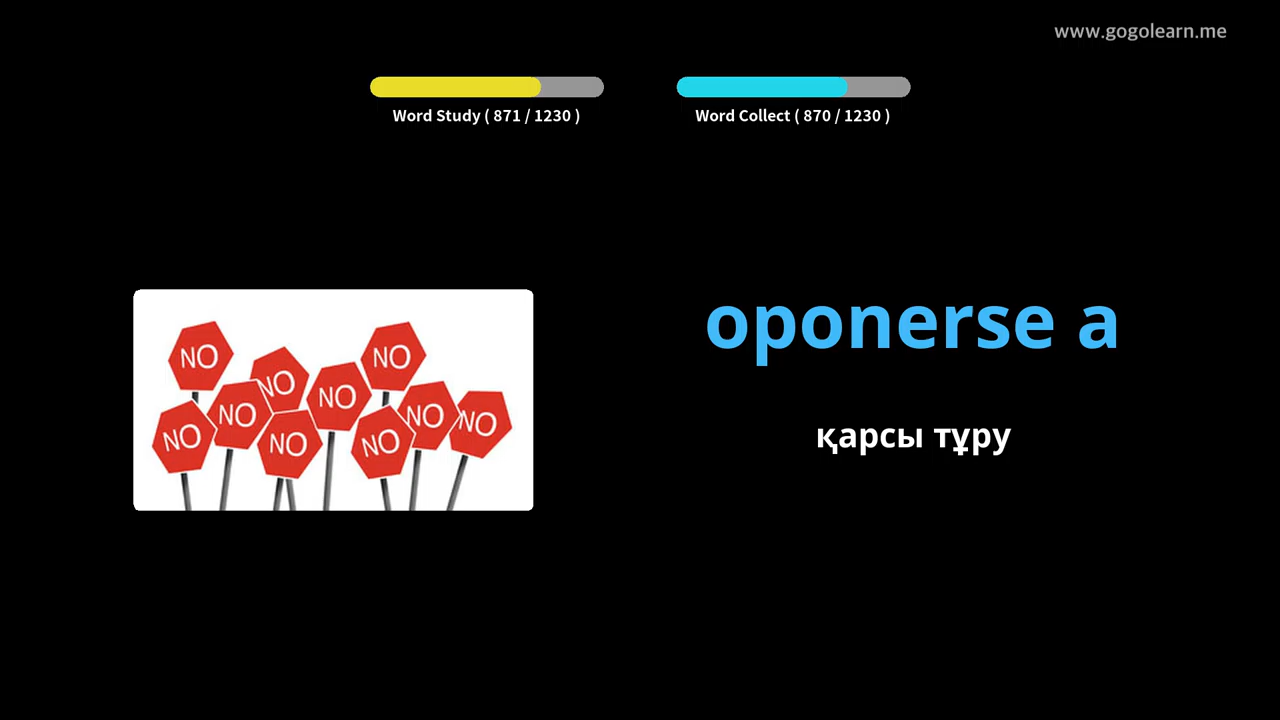 www.gogolearn.me
Word Study ( 871 / 1230 )
Word Collect ( 870 / 1230 )
oponerse a
қарсы тұру
NO
NO
NO
NO
NO
NO
NO
NO
NO
NO